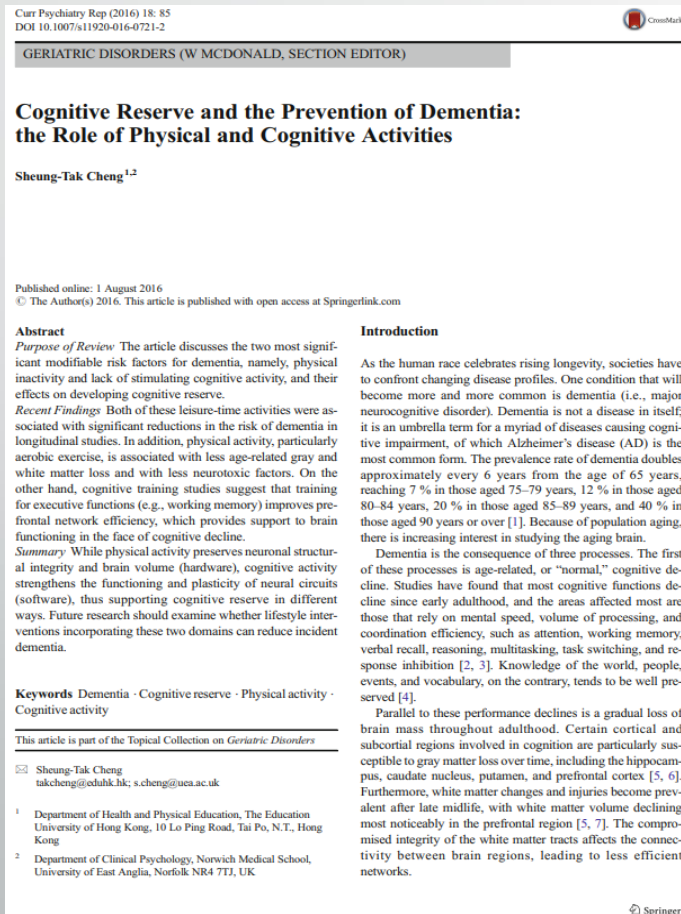 Curr Psychiatry Rep (2016) 18: 85
DOI 10.1007/s11920-016-0721-2
CrossMark
GERIATRIC DISORDERS (W MCDONALD, SECTION EDITOR)
Cognitive Reserve and the Prevention of Dementia:
the Role of Physical and Cognitive Activities
Sheung-Tak Cheng1,2
Published online: 1 August 2016
© The Author(s) 2016. This article is published with open access at Springerlink.com
Abstract
Purpose of Review The article discusses the two most signif-
icant modifiable risk factors for dementia, namely, physical
inactivity and lack of stimulating cognitive activity, and their
effects on developing cognitive reserve.
Recent Findings Both of these leisure-time activities were as-
sociated with significant reductions in the risk of dementia in
longitudinal studies. In addition, physical activity, particularly
aerobic exercise, is associated with less age-related gray and
white matter loss and with less neurotoxic factors. On the
other hand, cognitive training studies suggest that training
for executive functions (e.g., working memory) improves pre-
frontal network efficiency, which provides support to brain
functioning in the face of cognitive decline.
Summary While physical activity preserves neuronal structur-
al integrity and brain volume (hardware), cognitive activity
strengthens the functioning and plasticity of neural circuits
(software), thus supporting cognitive reserve in different
ways. Future research should examine whether lifestyle inter-
ventions incorporating these two domains can reduce incident
dementia.
Keywords Dementia · Cognitive reserve · Physical activity ·
Cognitive activity
This article is part of the Topical Collection on Geriatric Disorders
Sheung-Tak Cheng
takcheng@eduhk.hk; s.cheng@uea.ac.uk
1 Department of Health and Physical Education, The Education
University of Hong Kong, 10 Lo Ping Road, Tai Po, N.T., Hong
Kong
2 Department of Clinical Psychology, Norwich Medical School,
University of East Anglia, Norfolk NR4 7TJ, UK
Introduction
As the human race celebrates rising longevity, societies have
to confront changing disease profiles. One condition that will
become more and more common is dementia (i.e., major
neurocognitive disorder). Dementia is not a disease in itself;
it is an umbrella term for a myriad of diseases causing cogni-
tive impairment, of which Alzheimer's disease (AD) is the
most common form. The prevalence rate of dementia doubles
approximately every 6 years from the age of 65 years,
reaching 7 % in those aged 75–79 years, 12 % in those aged
80–84 years, 20 % in those aged 85–89 years, and 40 % in
those aged 90 years or over [1]. Because of population aging,
there is increasing interest in studying the aging brain.
Dementia is the consequence of three processes. The first
of these processes is age-related, or “normal,” cognitive de-
cline. Studies have found that most cognitive functions de-
cline since early adulthood, and the areas affected most are
those that rely on mental speed, volume of processing, and
coordination efficiency, such as attention, working memory,
verbal recall, reasoning, multitasking, task switching, and re-
sponse inhibition [2, 3]. Knowledge of the world, people,
events, and vocabulary, on the contrary, tends to be well pre-
served [4].
Parallel to these performance declines is a gradual loss of
brain mass throughout adulthood. Certain cortical and
subcortial regions involved in cognition are particularly sus-
ceptible to gray matter loss over time, including the hippocam-
pus, caudate nucleus, putamen, and prefrontal cortex [5, 6].
Furthermore, white matter changes and injuries become prev-
alent after late midlife, with white matter volume declining
most noticeably in the prefrontal region [5, 7]. The compro-
mised integrity of the white matter tracts affects the connec-
tivity between brain regions, leading to less efficient
networks.
Springer